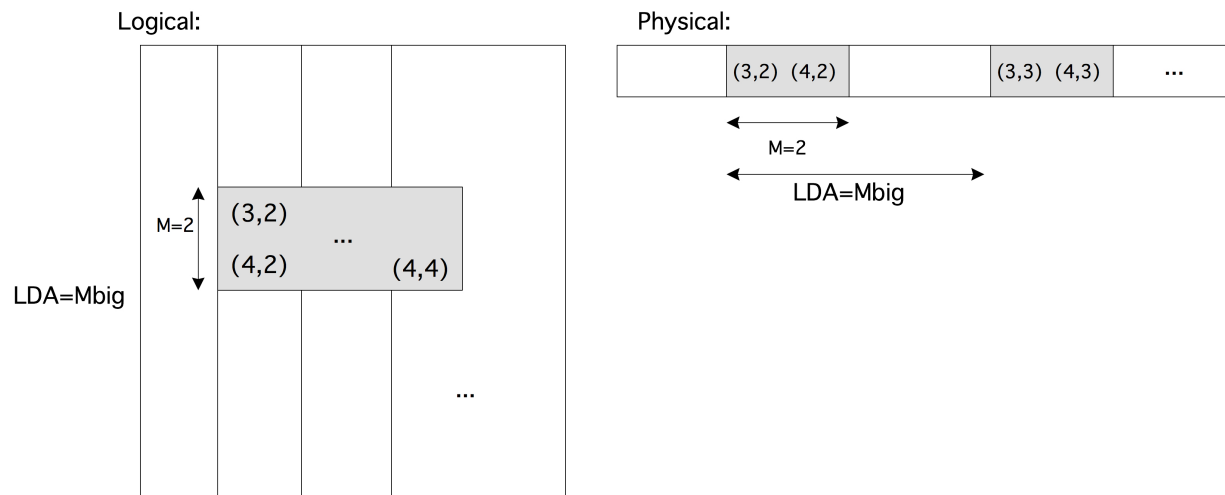 Logical:
M=2
(3,2)
...
(4,2)
(4,4)
LDA=Mbig
...
Physical:
(3,2) (4,2)
(3,3) (4,3)
...
M=2
LDA=Mbig